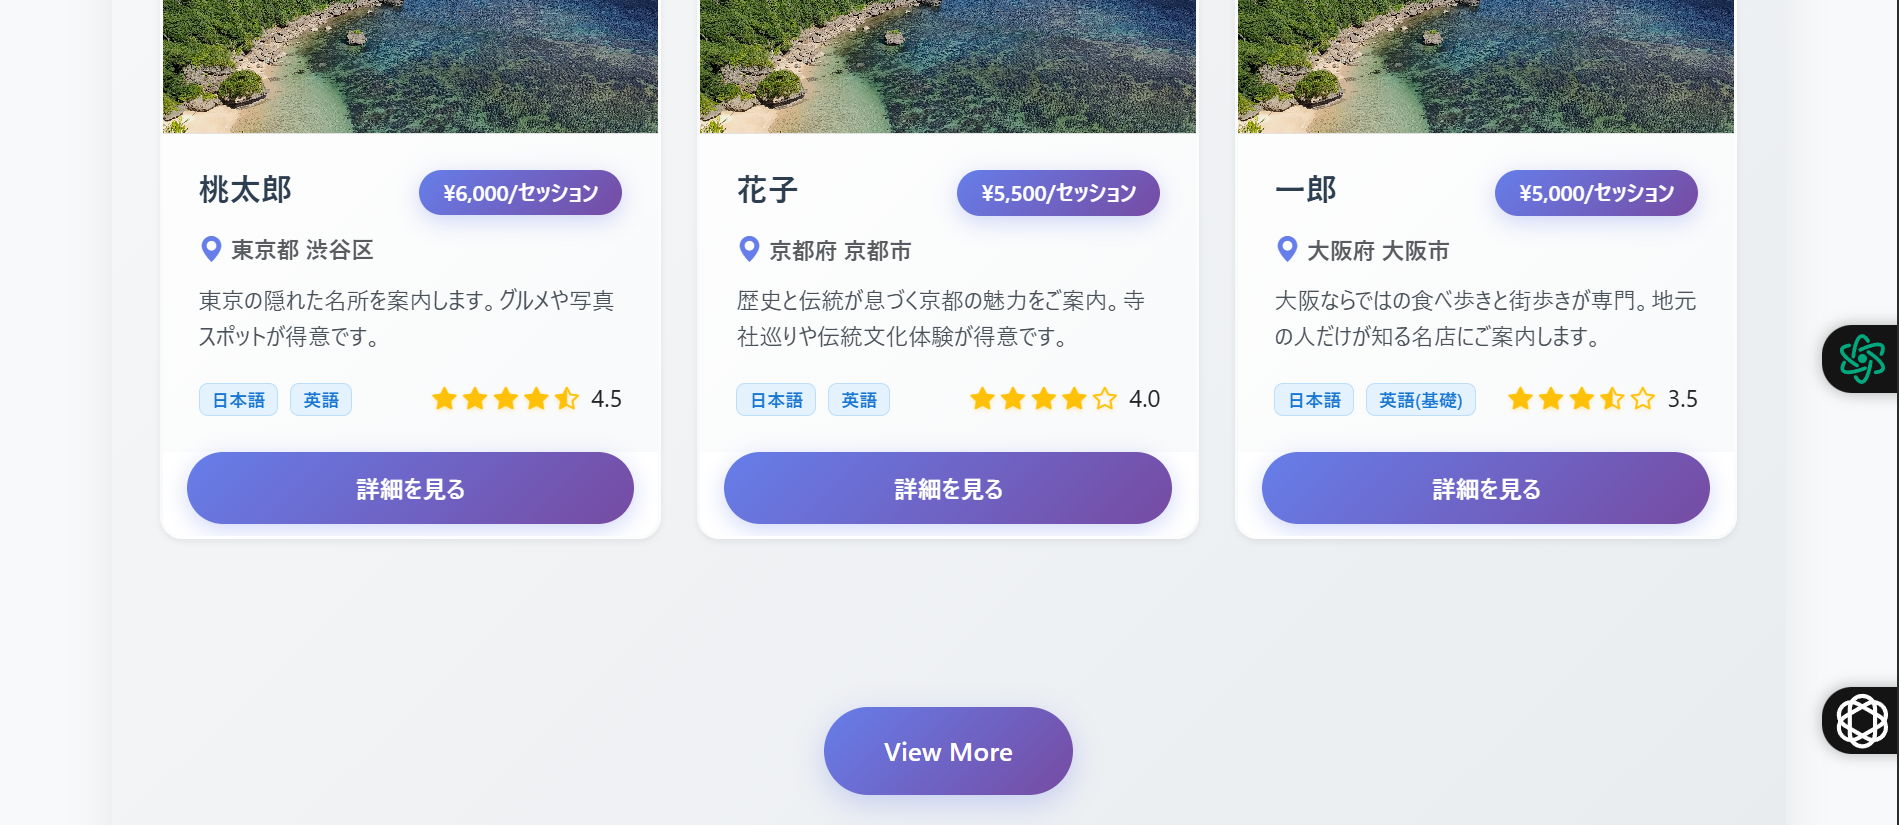 桃太郎
¥6,000/セッション
東京都 渋谷区
東京の隠れた名所を案内します。グルメや写真
スポットが得意です。
日本語 英語 4.5
詳細を見る
花子
¥5,500/セッション
京都府 京都市
歴史と伝統が息づく京都の魅力をご案内。寺
社巡りや伝統文化体験が得意です。
日本語 英語 4.0
詳細を見る
一郎
¥5,000/セッション
大阪府 大阪市
大阪ならではの食べ歩きと街歩きが専門。地元
の人だけが知る名店にご案内します。
日本語 英語(基礎) 3.5
詳細を見る
View More